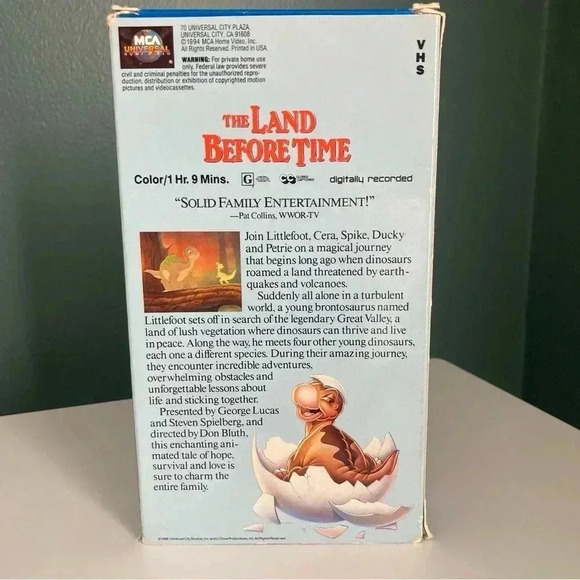 MCA
UNIVERSAL
HOME VIDEO
70 UNIVERSAL CITY PLAZA,
UNIVERSAL CITY, CA 91608
©1994 MCA Home Video, Inc.
All Rights Reserved. Printed in USA.
WARNING: For private home use
only. Federal law provides severe
civil and criminal penalties for the unauthorized repro-
duction, distribution or exhibition of copyrighted motion
pictures and videocassettes.
VHS
THE LAND
BEFORE TIME
Color/1 Hr. 9 Mins.
G
digitally recorded
"SOLID FAMILY ENTERTAINMENT!"
—Pat Collins, WWOR-TV
Join Littlefoot, Cera, Spike, Ducky
and Petrie on a magical journey
that begins long ago when dinosaurs
roamed a land threatened by earth-
quakes and volcanoes.
Suddenly all alone in a turbulent
world, a young brontosaurus named
Littlefoot sets off in search of the legendary Great Valley, a
land of lush vegetation where dinosaurs can thrive and live
in peace. Along the way, he meets four other young dinosaurs,
each one a different species. During their amazing journey,
they encounter incredible adventures,
overwhelming obstacles and
unforgettable lessons about
life and sticking together.
Presented by George Lucas
and Steven Spielberg, and
directed by Don Bluth,
this enchanting ani-
mated tale of hope,
survival and love is
sure to charm the
entire family.